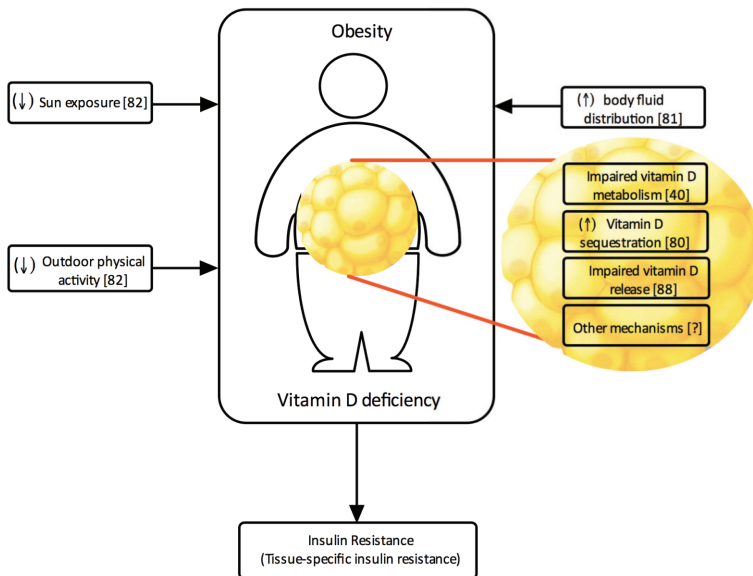 Obesity
(↓) Sun exposure [82]
(↓) Outdoor physical
activity [82]
(↑) body fluid
distribution [81]
Impaired vitamin D
metabolism [40]
(↑) Vitamin D
sequestration [80]
Impaired vitamin D
release [88]
Other mechanisms [?]
Vitamin D deficiency
Insulin Resistance
(Tissue-specific insulin resistance)